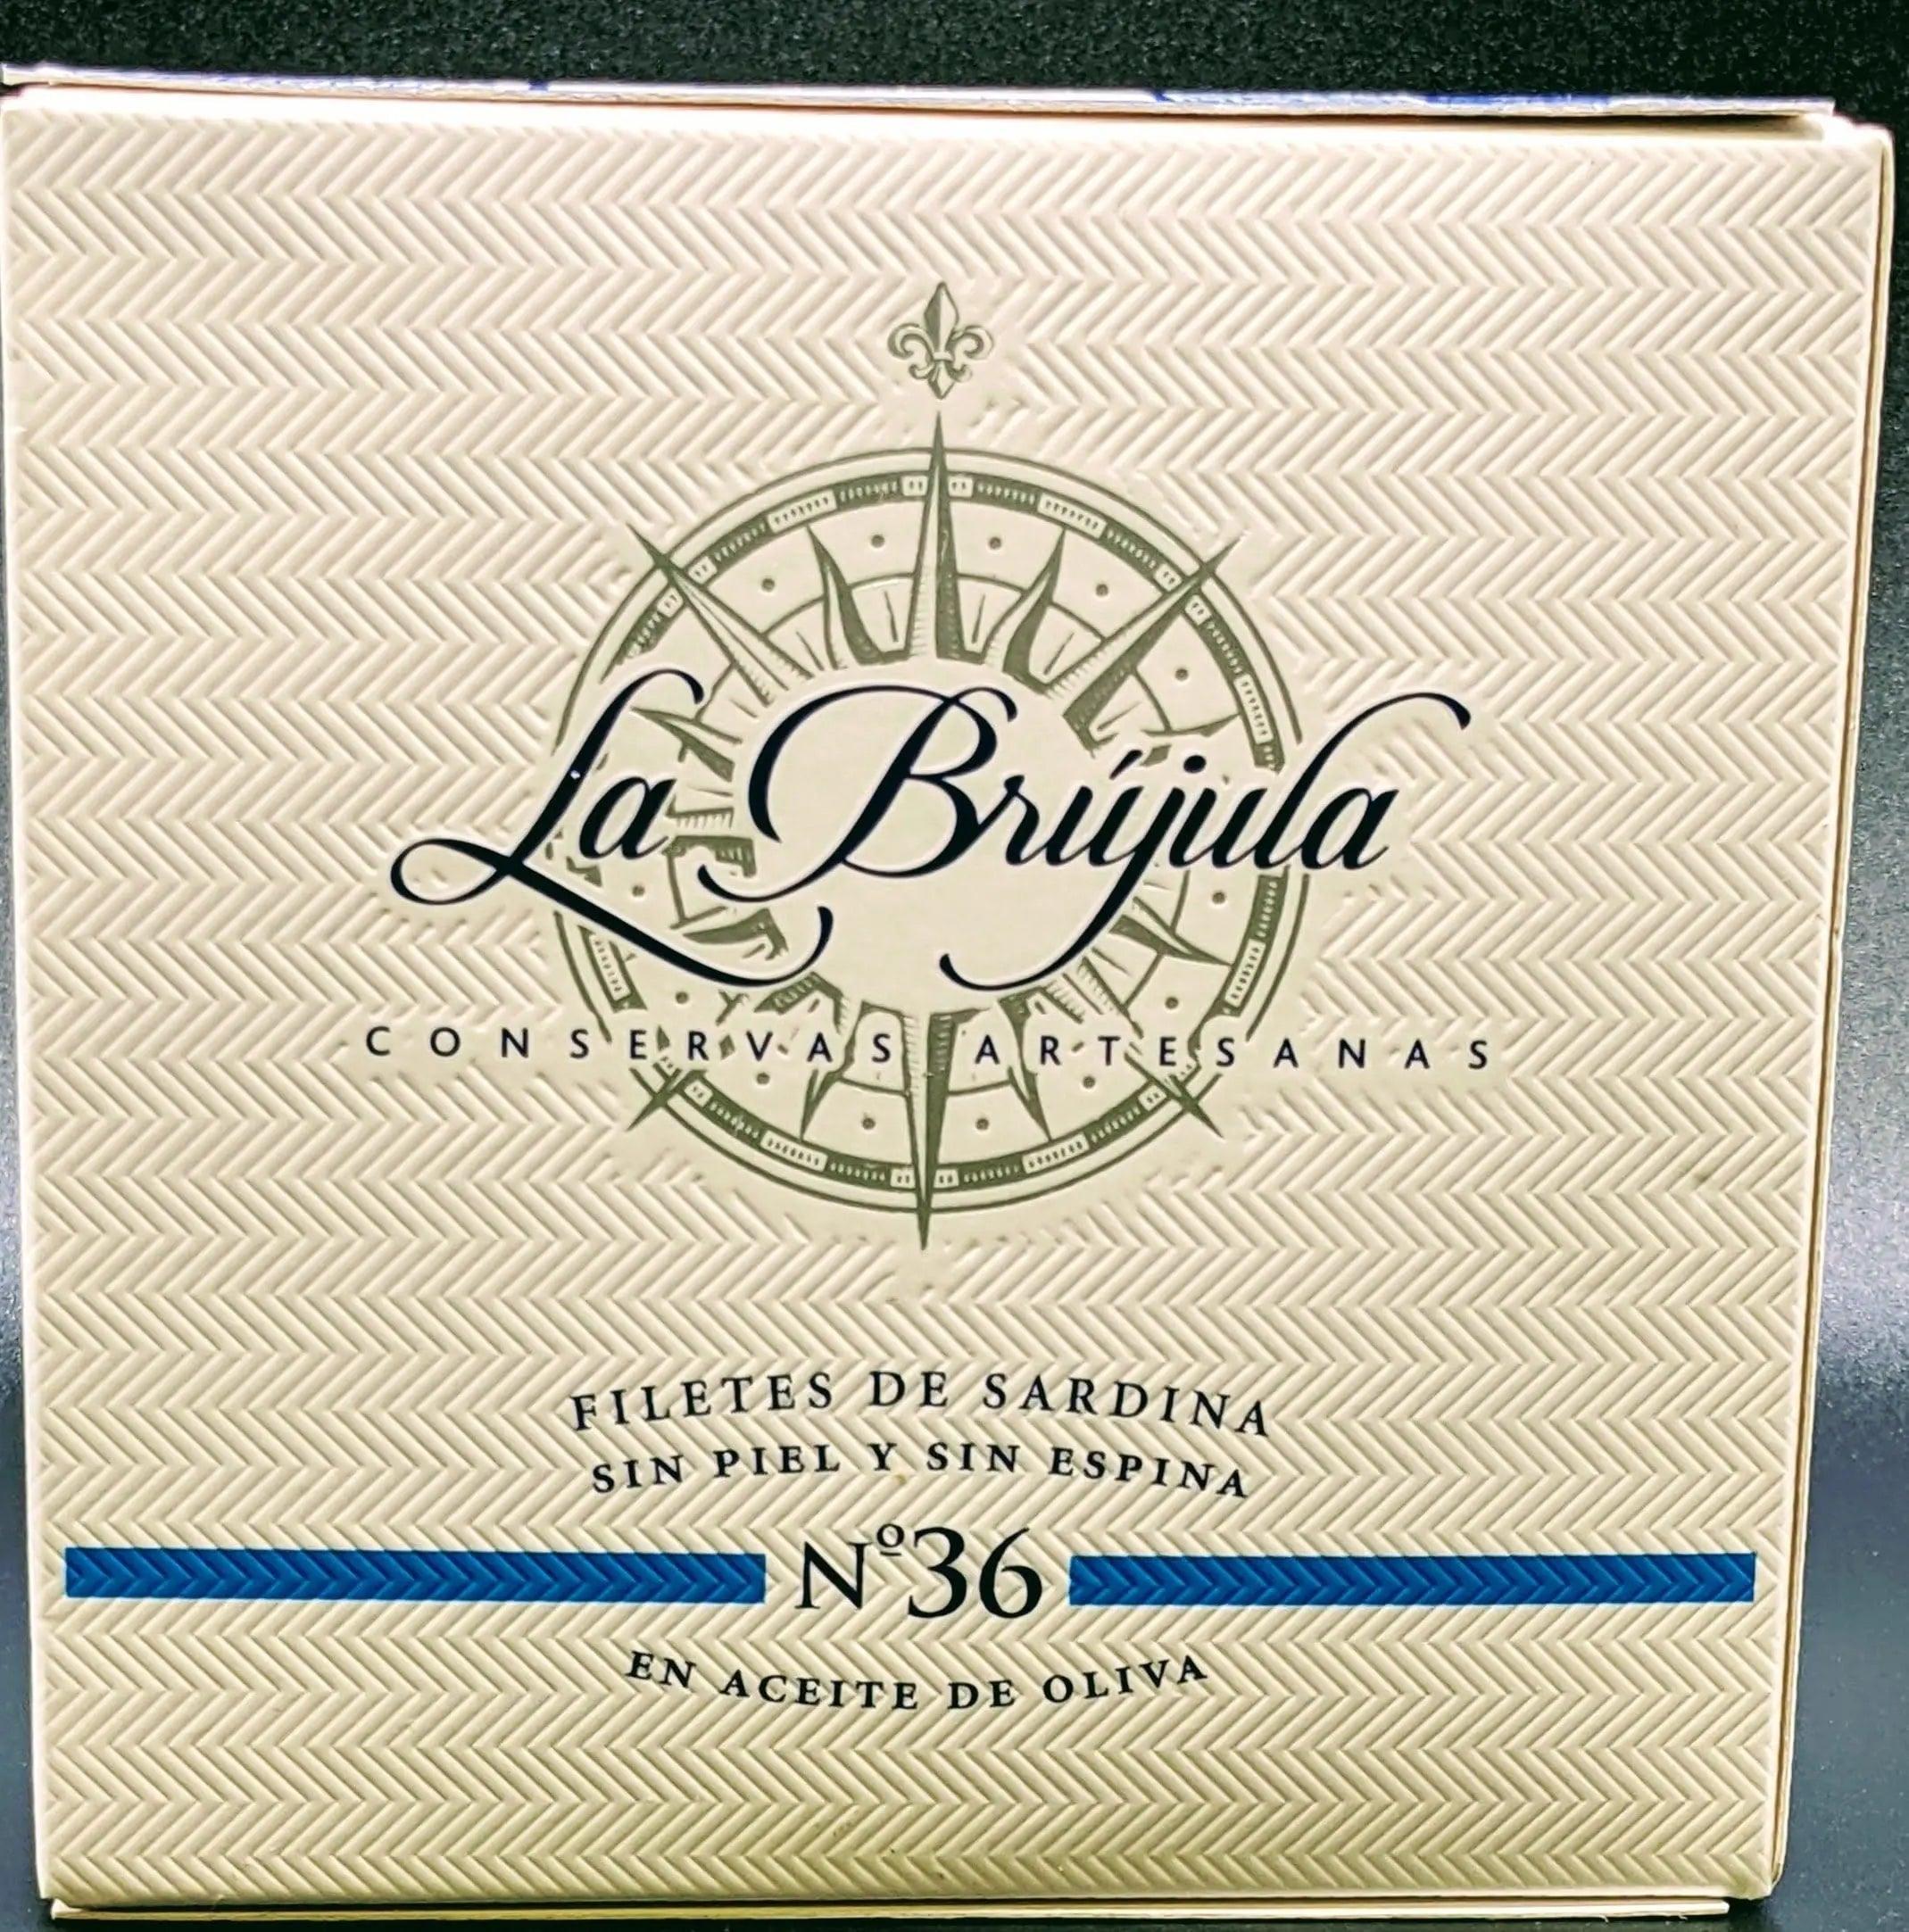 La Brújula
CONSERVAS ARTESANAS
FILETES DE SARDINA
SIN PIEL Y SIN ESPINA
Nº36
EN ACEITE DE OLIVA